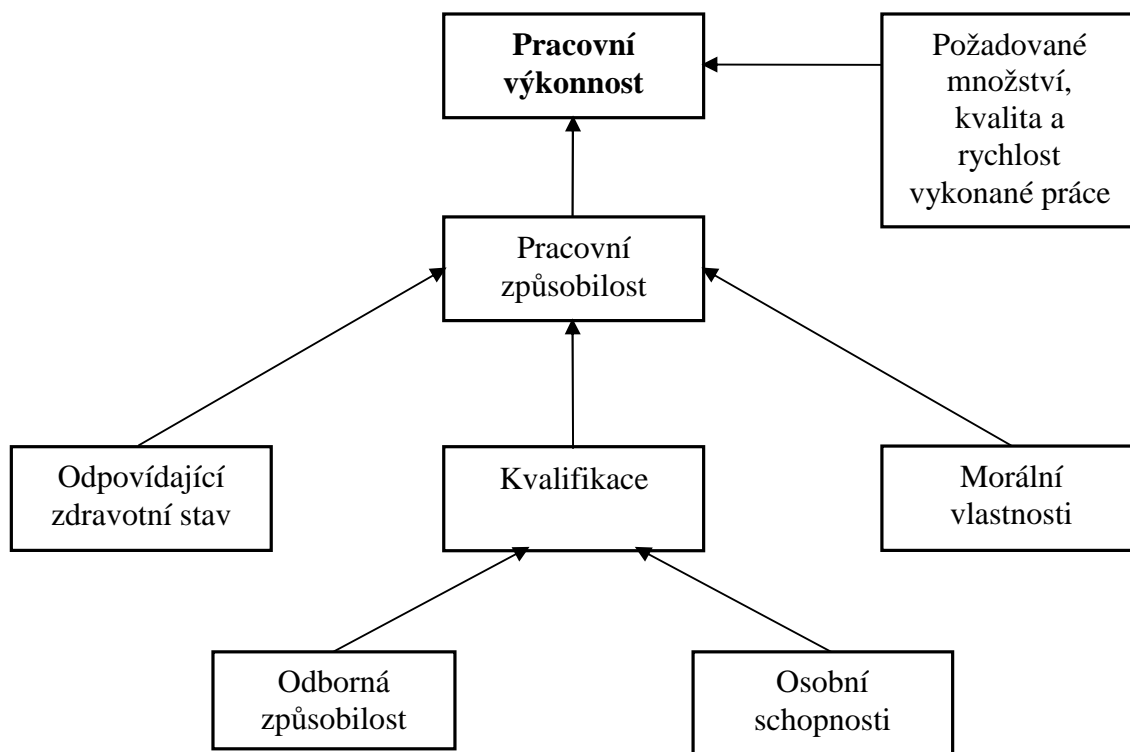 Pracovní
výkonnost
Požadované
množství,
kvalita a
rychlost
vykonané práce
Pracovní
způsobilost
Odpovídající
zdravotní stav
Kvalifikace
Morální
vlastnosti
Odborná
způsobilost
Osobní
schopnosti